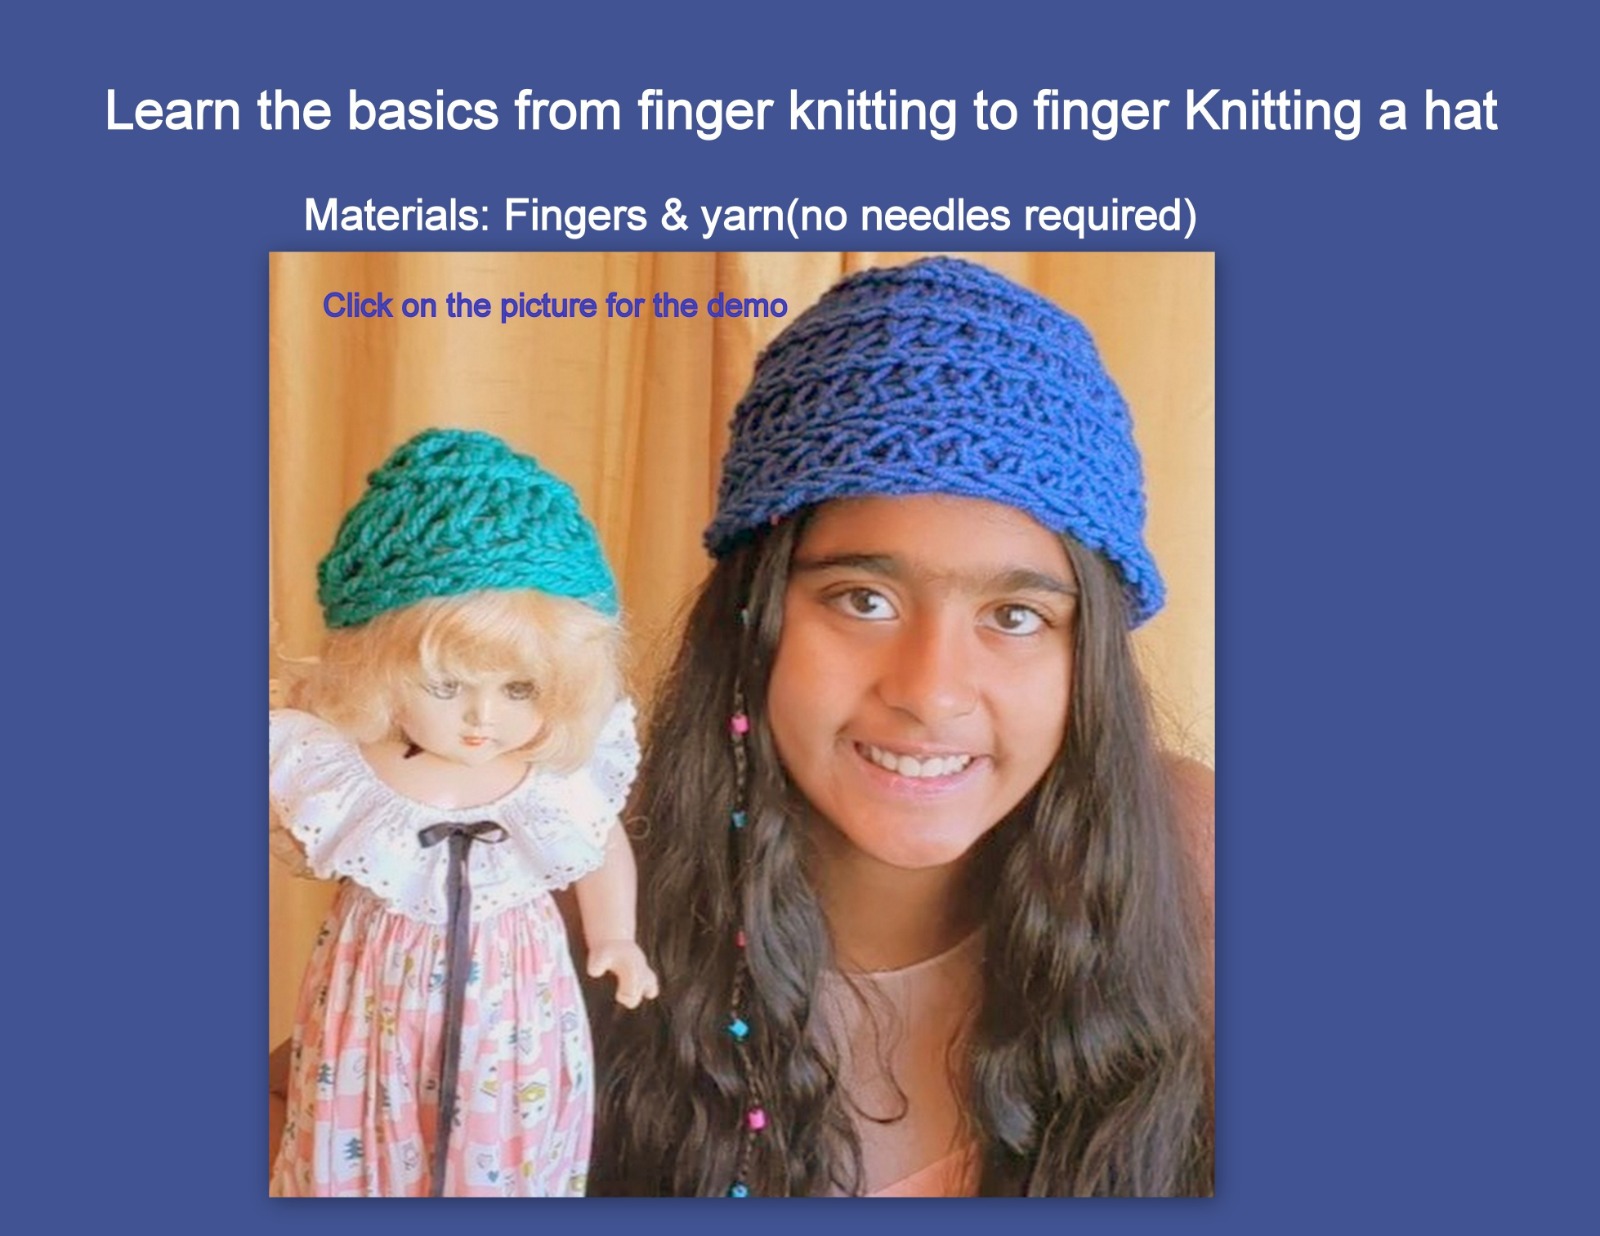 Learn the basics from finger knitting to finger Knitting a hat
Materials: Fingers & yarn(no needles required)
Click on the picture for the demo